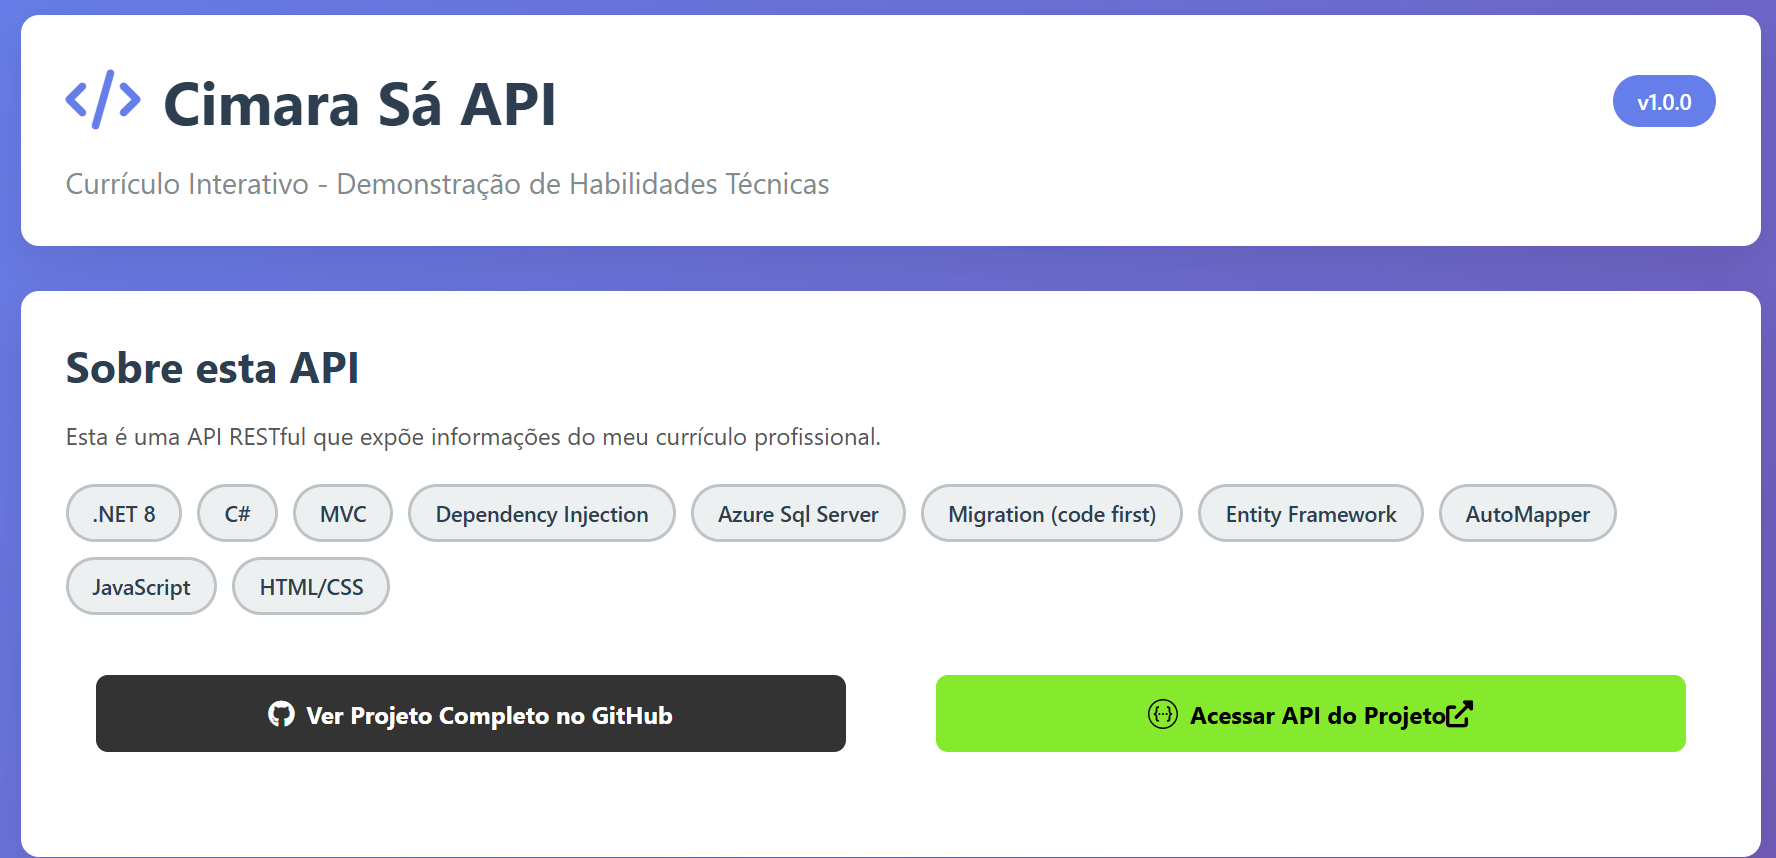 </> Cimara Sá API
v1.0.0
Currículo Interativo - Demonstração de Habilidades Técnicas
Sobre esta API
Esta é uma API RESTful que expõe informações do meu currículo profissional.
.NET 8 C# MVC Dependency Injection Azure Sql Server Migration (code first) Entity Framework AutoMapper
JavaScript HTML/CSS
Ver Projeto Completo no GitHub
{...} Acessar API do Projeto